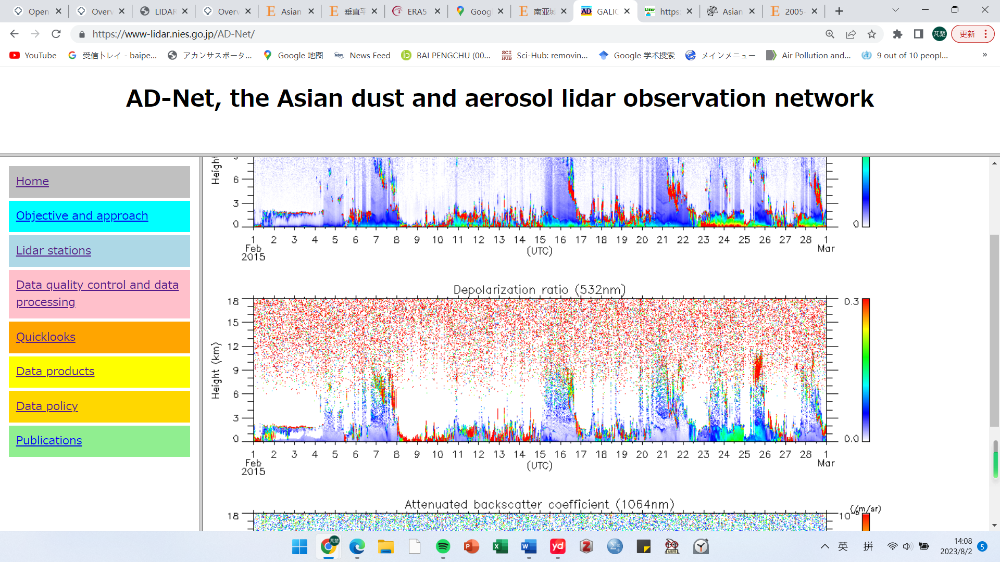 Open
Overv
LIDAR
Overv
Asian
垂直平
ERA5
Goog
南亚城
GALIC
https:
Asian
2005-
https://www-lidar.nies.go.jp/AD-Net/
芃楚
更新
YouTube
受信トレイ - baipe...
アカンサスポータ...
Google 地图
News Feed
BAI PENGCHU (00...
Sci-Hub: removin...
Google 学术搜索
メインメニュー
Air Pollution and...
9 out of 10 peopl...
»
AD-Net, the Asian dust and aerosol lidar observation network
Home
Objective and approach
Lidar stations
Data quality control and data
processing
Quicklooks
Data products
Data policy
Publications
Height
6
3
0
0
1 2 3 4 5 6 7 8 9 10 11 12 13 14 15 16 17 18 19 20 21 22 23 24 25 26 27 28 1
Feb (UTC) Mar
2015
Depolarization ratio (532nm)
18
15
12
9
6
3
0
Height (km)
0.3
0.0
1 2 3 4 5 6 7 8 9 10 11 12 13 14 15 16 17 18 19 20 21 22 23 24 25 26 27 28 1
Feb (UTC) Mar
2015
Attenuated backscatter coefficient (1064nm)
(/m/sr)
18
10-5
英
拼
14:08
2023/8/2
5